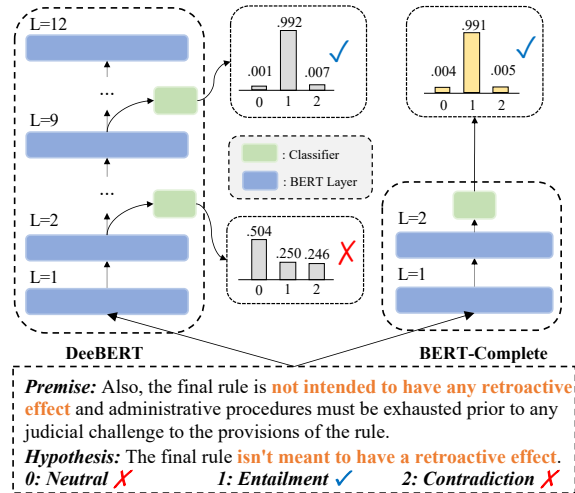 L=12
...
L=9
...
L=2
L=1
DeeBERT
.992
.001
.007
0 1 2
: Classifier
: BERT Layer
.504
.250
.246
0 1 2
.991
.004
.005
0 1 2
L=2
L=1
BERT-Complete
Premise: Also, the final rule is not intended to have any retroactive
effect and administrative procedures must be exhausted prior to any
judicial challenge to the provisions of the rule.
Hypothesis: The final rule isn't meant to have a retroactive effect.
0: Neutral ✗ 1: Entailment ✓ 2: Contradiction ✗